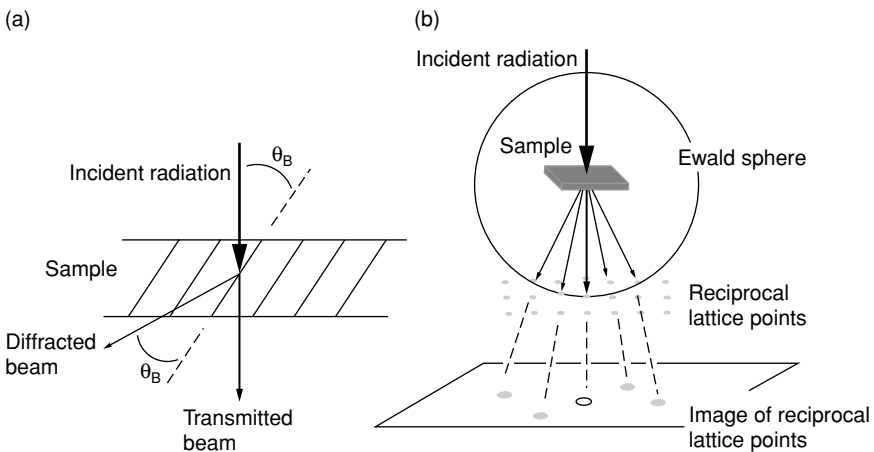 (a)
θB
Incident radiation
Sample
Diffracted
beam
θB
Transmitted
beam
(b)
Incident radiation
Sample
Ewald sphere
Reciprocal
lattice points
Image of reciprocal
lattice points